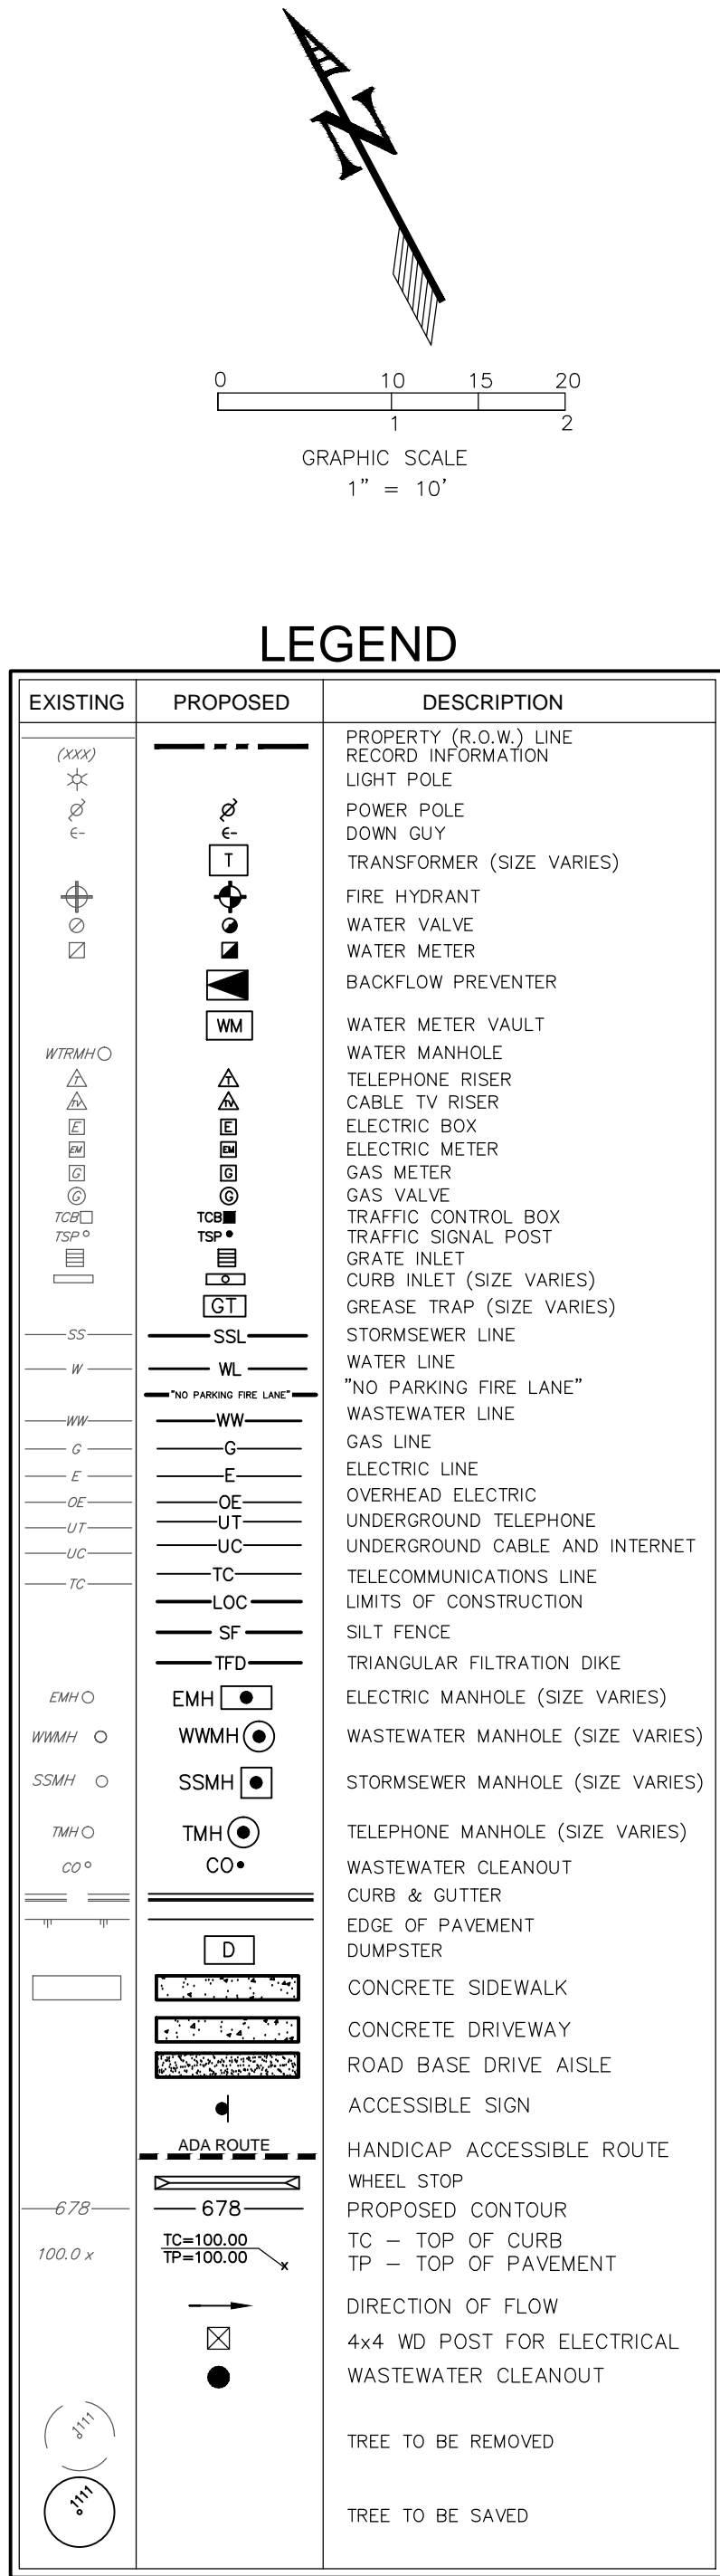 N
0 10 15 20
1 2
GRAPHIC SCALE
1" = 10'
LEGEND
EXISTING PROPOSED DESCRIPTION
PROPERTY (R.O.W.) LINE
(XXX) RECORD INFORMATION
LIGHT POLE
POWER POLE
DOWN GUY
T TRANSFORMER (SIZE VARIES)
FIRE HYDRANT
WATER VALVE
WATER METER
BACKFLOW PREVENTER
WM WATER METER VAULT
WTRMH WATER MANHOLE
T T TELEPHONE RISER
TV TV CABLE TV RISER
E E ELECTRIC BOX
EM EM ELECTRIC METER
G G GAS METER
G G GAS VALVE
TCB TCB TRAFFIC CONTROL BOX
TSP TSP TRAFFIC SIGNAL POST
GRATE INLET
CURB INLET (SIZE VARIES)
GT GREASE TRAP (SIZE VARIES)
SS SSL STORMSEWER LINE
W WL WATER LINE
"NO PARKING FIRE LANE" "NO PARKING FIRE LANE"
WW WW WASTEWATER LINE
G G GAS LINE
E E ELECTRIC LINE
OE OE OVERHEAD ELECTRIC
UT UT UNDERGROUND TELEPHONE
UC UC UNDERGROUND CABLE AND INTERNET
TC TC TELECOMMUNICATIONS LINE
LOC LIMITS OF CONSTRUCTION
SF SILT FENCE
TFD TRIANGULAR FILTRATION DIKE
EMH EMH ELECTRIC MANHOLE (SIZE VARIES)
WWMH WWMH WASTEWATER MANHOLE (SIZE VARIES)
SSMH SSMH STORMSEWER MANHOLE (SIZE VARIES)
TMH TMH TELEPHONE MANHOLE (SIZE VARIES)
CO CO WASTEWATER CLEANOUT
CURB & GUTTER
EDGE OF PAVEMENT
D DUMPSTER
CONCRETE SIDEWALK
CONCRETE DRIVEWAY
ROAD BASE DRIVE AISLE
ACCESSIBLE SIGN
ADA ROUTE HANDICAP ACCESSIBLE ROUTE
WHEEL STOP
678 678 PROPOSED CONTOUR
TC=100.00 TC – TOP OF CURB
100.0 x TP=100.00 x TP – TOP OF PAVEMENT
DIRECTION OF FLOW
4x4 WD POST FOR ELECTRICAL
WASTEWATER CLEANOUT
1111 TREE TO BE REMOVED
1111 TREE TO BE SAVED